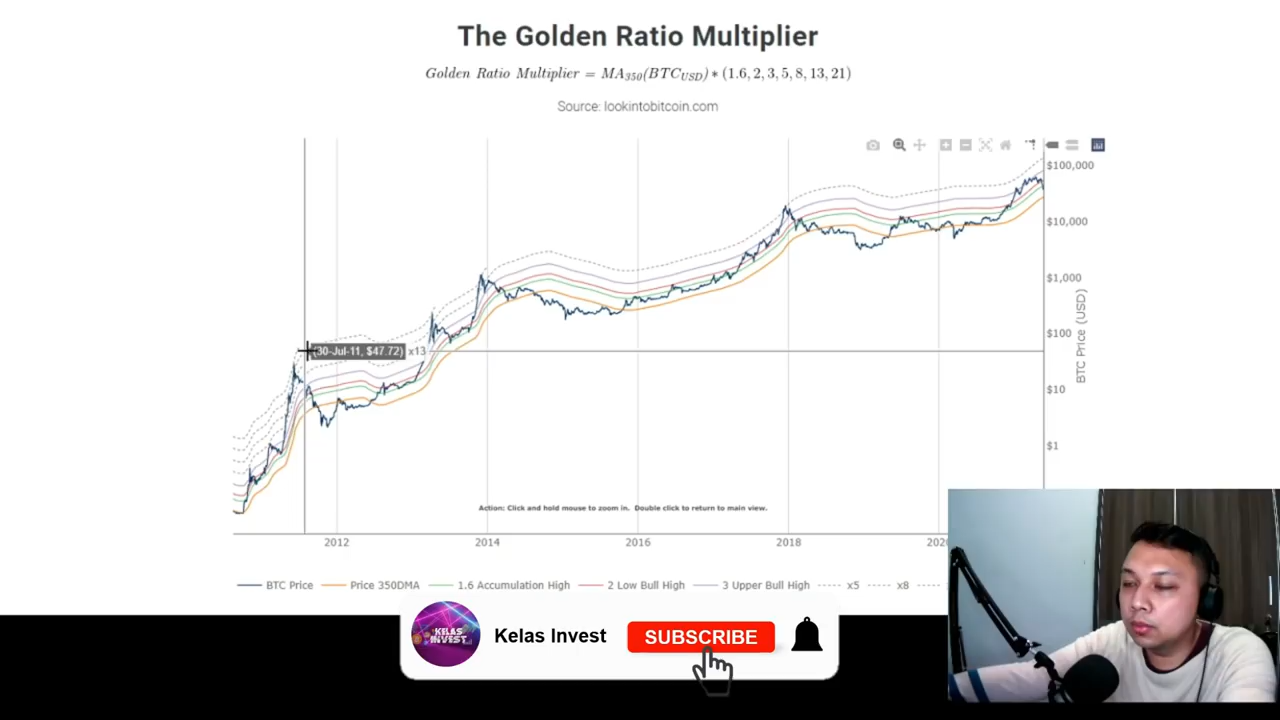 The Golden Ratio Multiplier
Golden Ratio Multiplier = MA350(BTCUSD) * (1.6, 2, 3, 5, 8, 13, 21)
Source: lookintobitcoin.com
$100,000
$10,000
$1,000
$100
$10
$1
BTC Price (USD)
(30-Jul-11, $47.72) x13
Action: Click and hold mouse to zoom in. Double click to return to main view.
2012 2014 2016 2018
BTC Price Price 350DMA 1.6 Accumulation High 2 Low Bull High 3 Upper Bull High x5 x8
KELAS
INVEST
Kelas Invest SUBSCRIBE